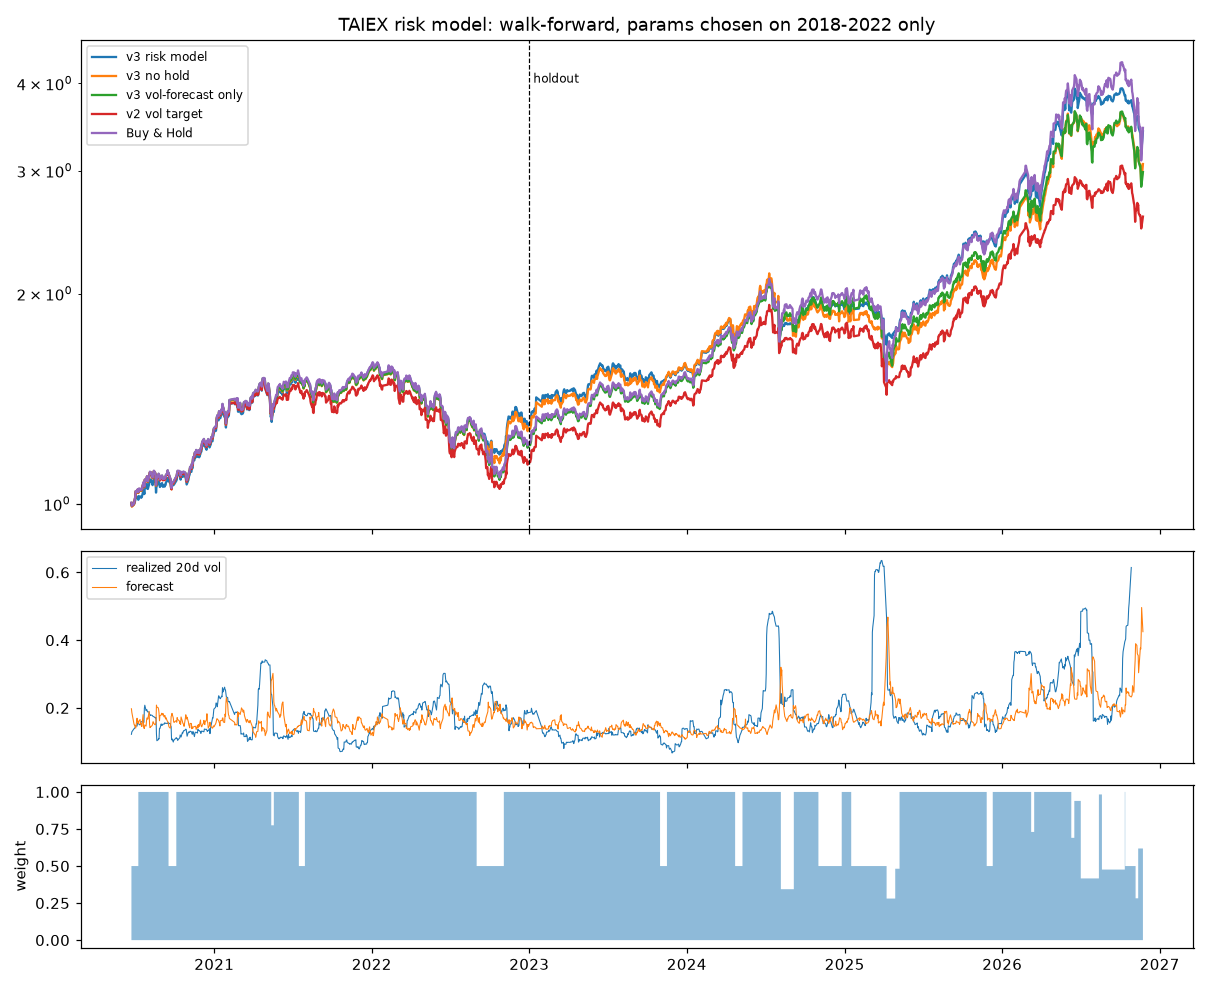 TAIEX risk model: walk-forward, params chosen on 2018-2022 only
v3 risk model
v3 no hold
v3 vol-forecast only
v2 vol target
Buy & Hold
holdout
4 × 10⁰
3 × 10⁰
2 × 10⁰
10⁰
realized 20d vol
forecast
0.6
0.4
0.2
weight
1.00
0.75
0.50
0.25
0.00
2021 2022 2023 2024 2025 2026 2027